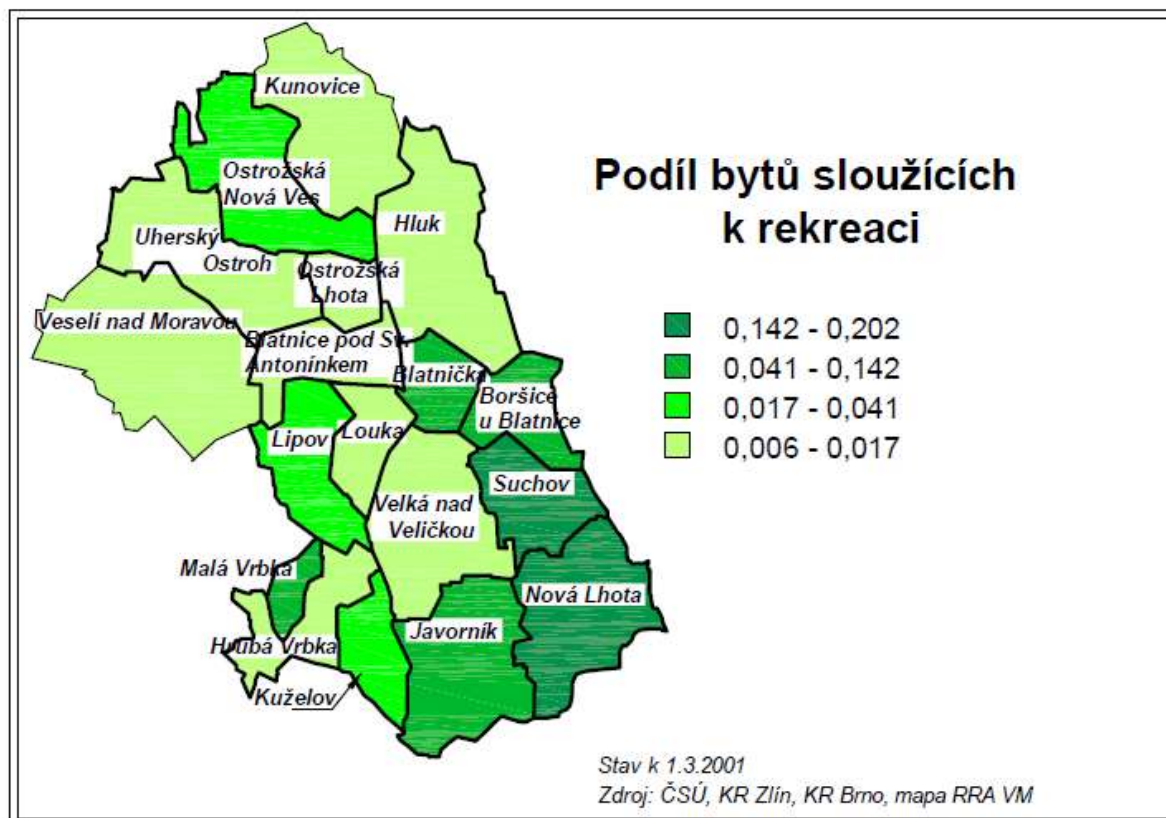 Kunovice
Ostrožská
Nová Ves
Hluk
Uherský
Ostroh
Ostrožská
Lhota
Veselí nad Moravou
Blatnice pod Sv.
Antonínkem
Blatnička
Boršice
u Blatnice
Lipov
Louka
Suchov
Velká nad
Veličkou
Malá Vrbka
Nová Lhota
Hrubá Vrbka
Javorník
Kuželov
Podíl bytů sloužících
k rekreaci
0,142 - 0,202
0,041 - 0,142
0,017 - 0,041
0,006 - 0,017
Stav k 1.3.2001
Zdroj: ČSÚ, KR Zlín, KR Brno, mapa RRA VM